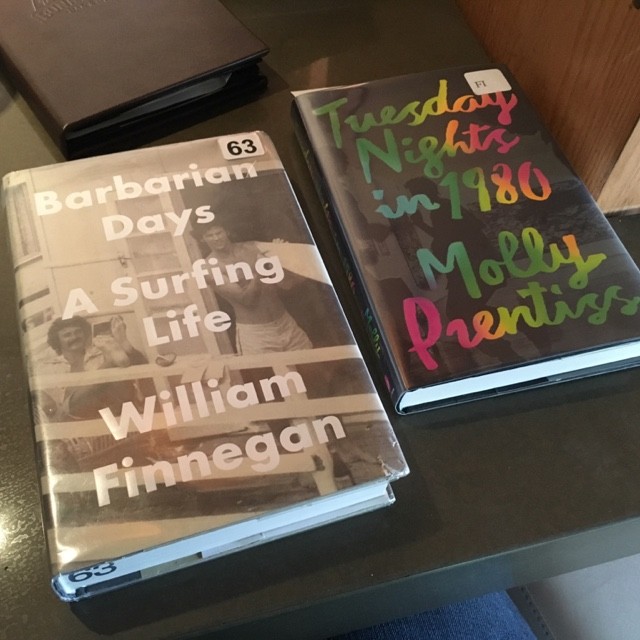 63
Barbarian
Days
A Surfing
Life
William
Finnegan
63
FI
Tuesday
Nights
in 1980
Molly
Prentiss